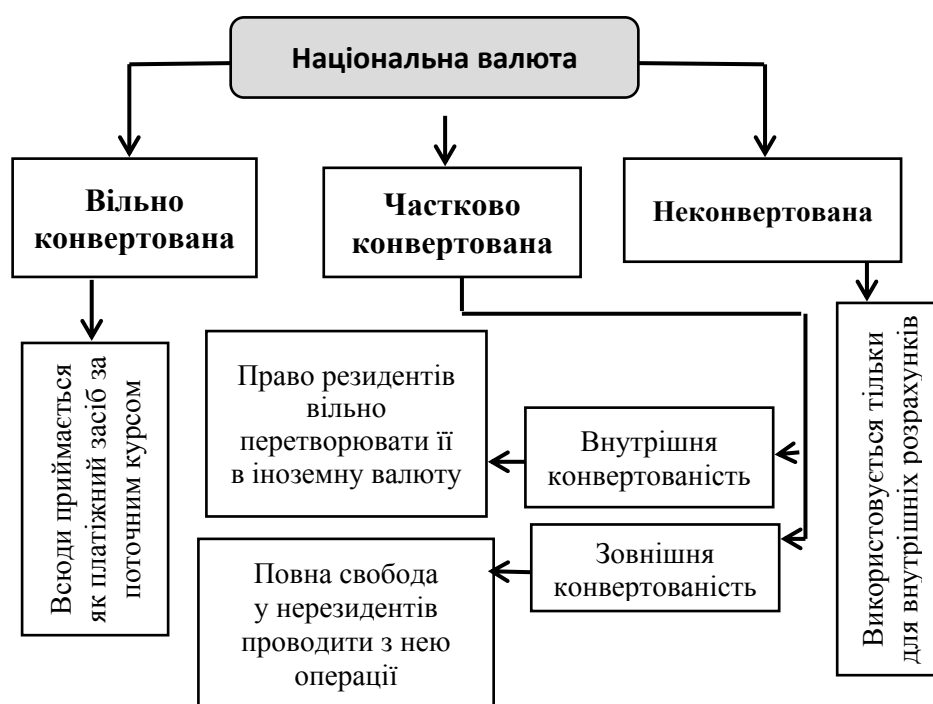 Національна валюта
Вільно
конвертована
Частково
конвертована
Неконвертована
Всюди приймається
як платіжний засіб за
поточним курсом
Право резидентів
вільно
перетворювати її
в іноземну валюту
Внутрішня
конвертованість
Повна свобода
у нерезидентів
проводити з нею
операції
Зовнішня
конвертованість
Використовується тільки
для внутрішніх розрахунків